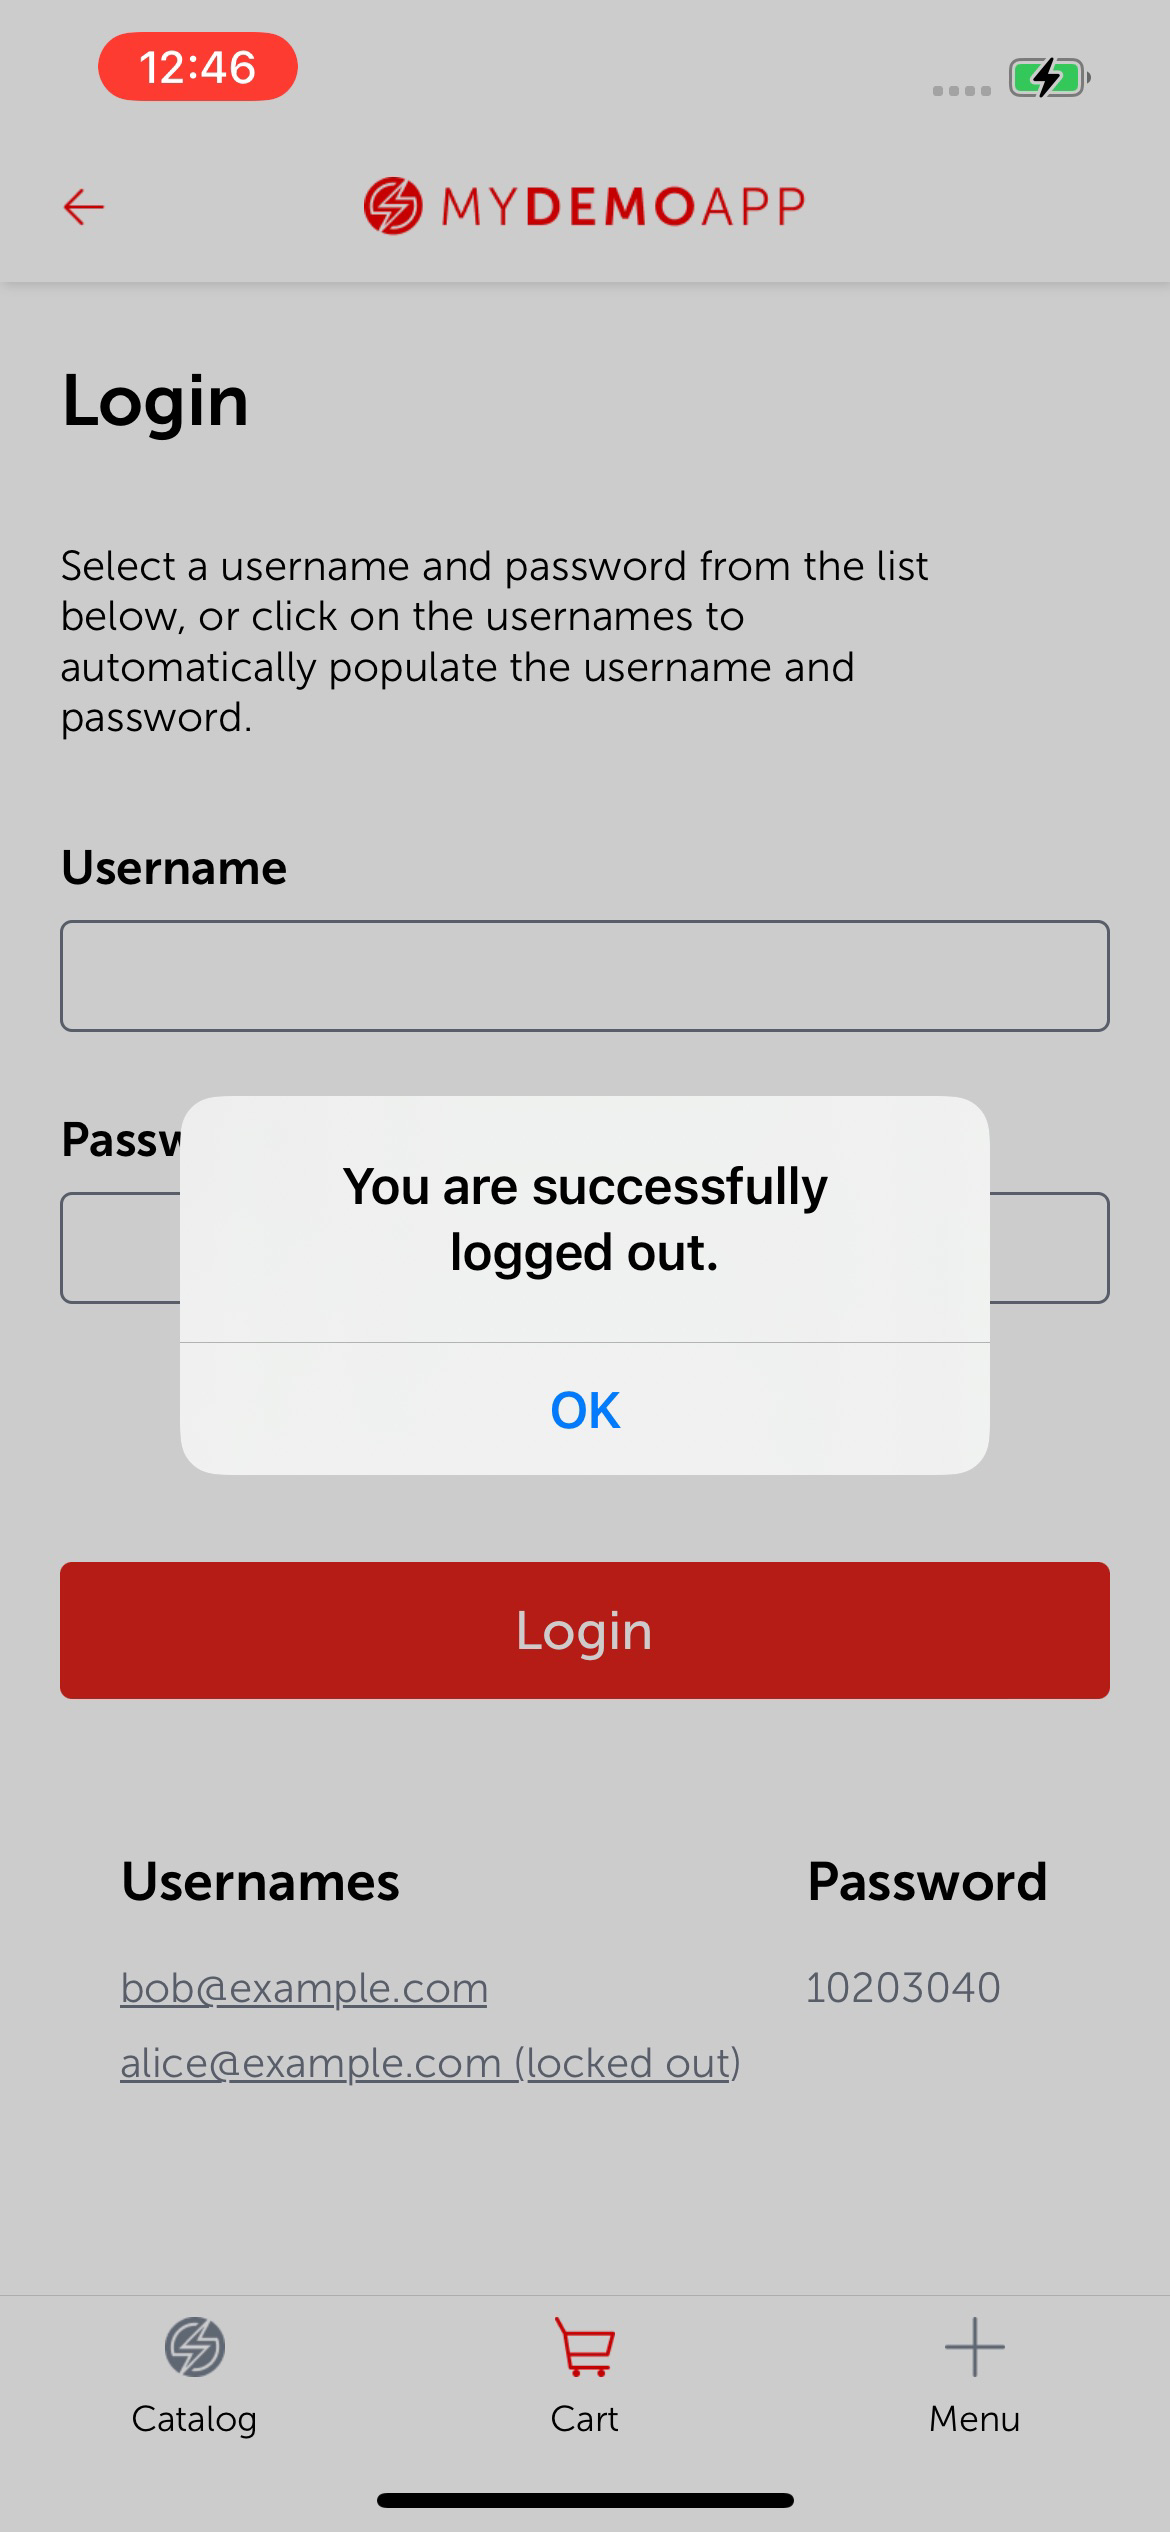 12:46
MYDEMOAPP
Login
Select a username and password from the list
below, or click on the usernames to
automatically populate the username and
password.
Username
Passw
You are successfully
logged out.
OK
Login
Usernames Password
bob@example.com 10203040
alice@example.com (locked out)
Catalog Cart Menu